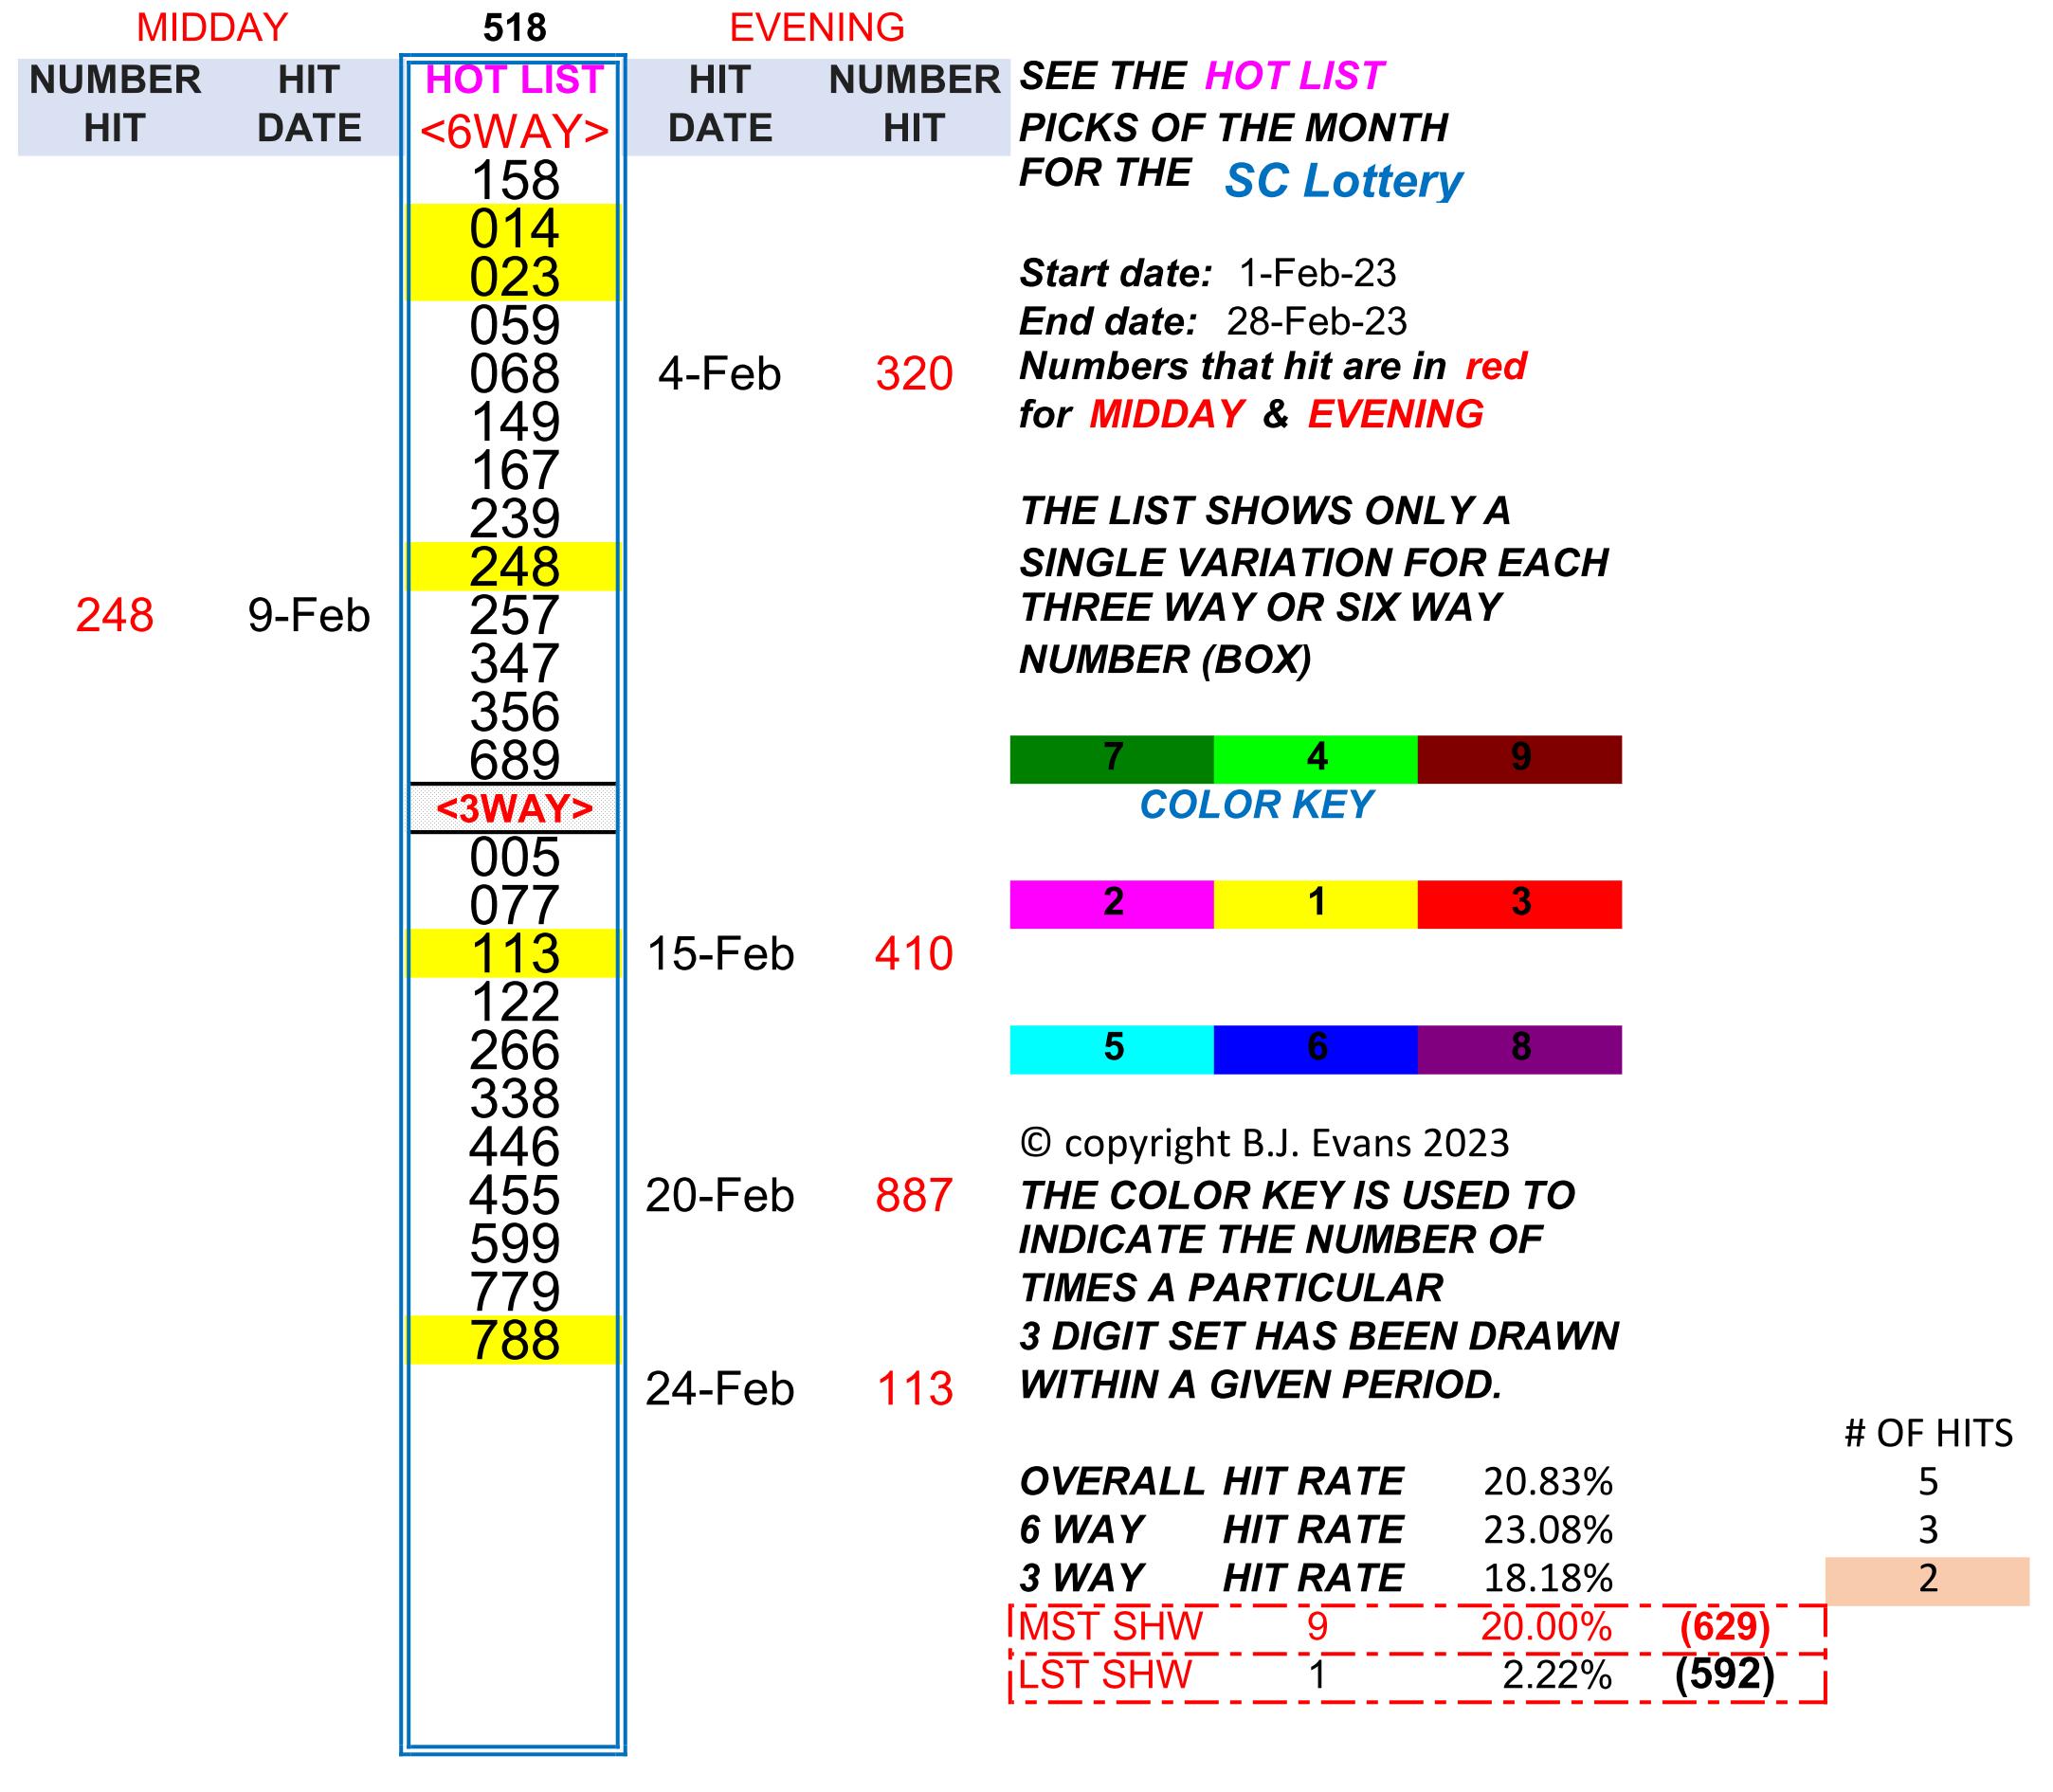 MIDDAY 518 EVENING
NUMBER HIT HOT LIST HIT NUMBER SEE THE HOT LIST
HIT DATE <6WAY> DATE HIT PICKS OF THE MONTH
158 FOR THE SC Lottery
014
023 Start date: 1-Feb-23
059 End date: 28-Feb-23
068 4-Feb 320 Numbers that hit are in red
149 for MIDDAY & EVENING
167
239 THE LIST SHOWS ONLY A
248 SINGLE VARIATION FOR EACH
248 9-Feb 257 THREE WAY OR SIX WAY
347 NUMBER (BOX)
356
689 7 4 9
<3WAY> COLOR KEY
005
077 2 1 3
113 15-Feb 410
122
266 5 6 8
338
446 © copyright B.J. Evans 2023
455 20-Feb 887 THE COLOR KEY IS USED TO
599 INDICATE THE NUMBER OF
779 TIMES A PARTICULAR
788 3 DIGIT SET HAS BEEN DRAWN
24-Feb 113 WITHIN A GIVEN PERIOD.
# OF HITS
OVERALL HIT RATE 20.83% 5
6 WAY HIT RATE 23.08% 3
3 WAY HIT RATE 18.18% 2
MST SHW 9 20.00% (629)
LST SHW 1 2.22% (592)